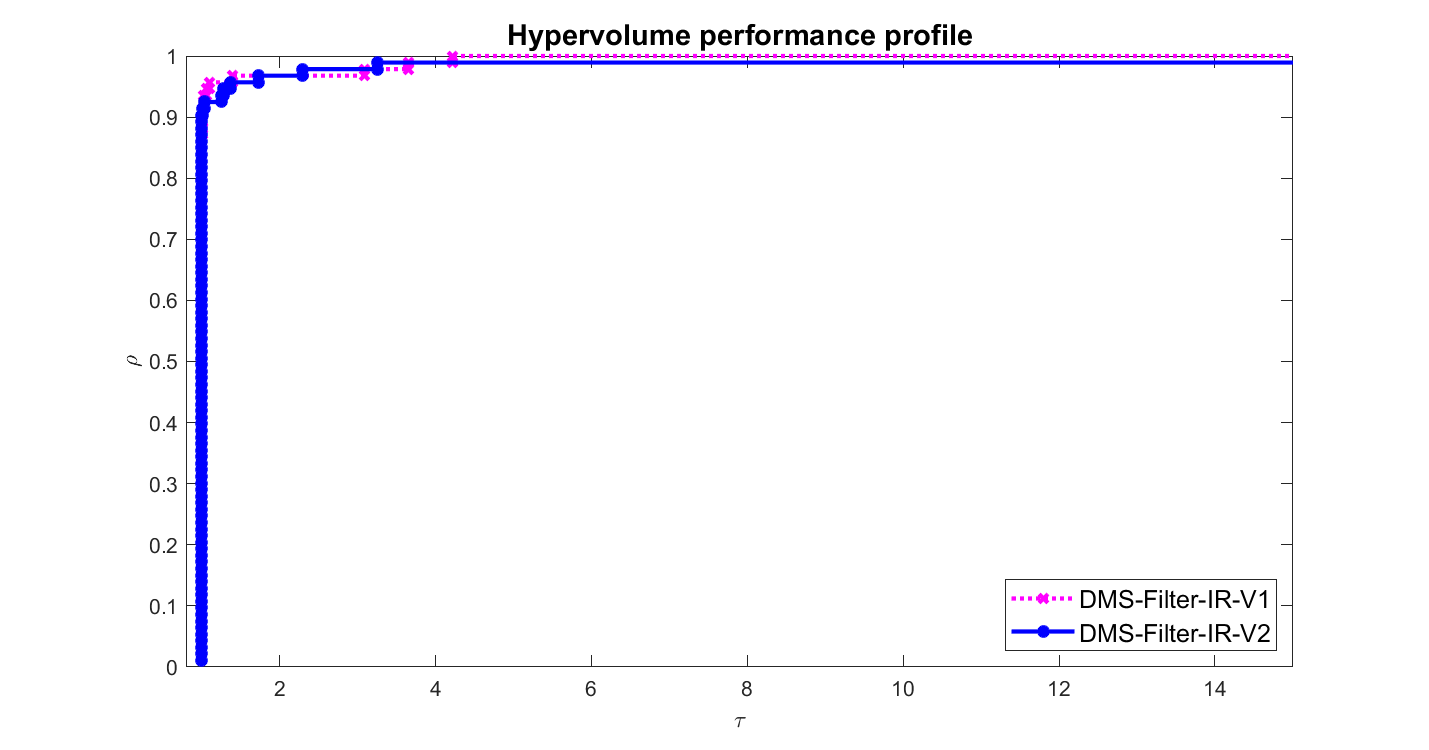 Hypervolume performance profile
1
0.9
0.8
0.7
0.6
0.5
0.4
0.3
0.2
0.1
0
ρ
2 4 6 8 10 12 14
τ
DMS-Filter-IR-V1
DMS-Filter-IR-V2